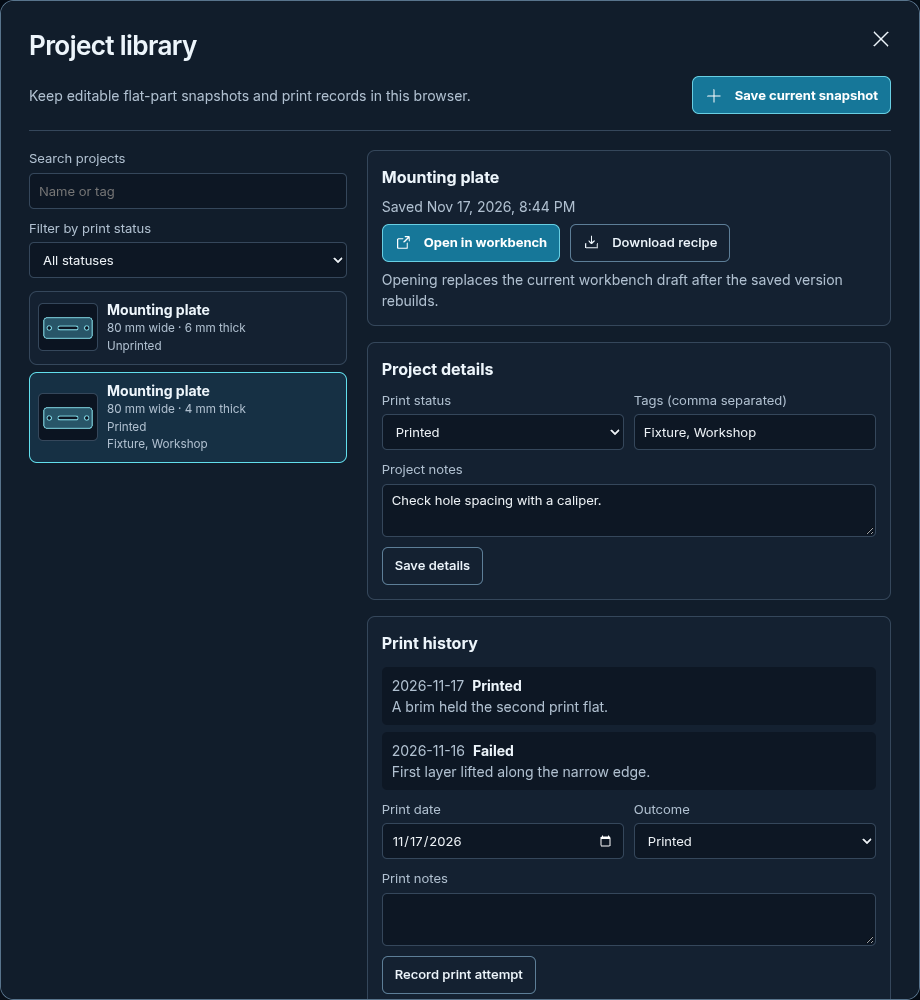 Project library
Keep editable flat-part snapshots and print records in this browser.
Save current snapshot
Search projects
Name or tag
Filter by print status
All statuses
Mounting plate
80 mm wide · 6 mm thick
Unprinted
Mounting plate
80 mm wide · 4 mm thick
Printed
Fixture, Workshop
Mounting plate
Saved Nov 17, 2026, 8:44 PM
Open in workbench
Download recipe
Opening replaces the current workbench draft after the saved version
rebuilds.
Project details
Print status
Tags (comma separated)
Printed
Fixture, Workshop
Project notes
Check hole spacing with a caliper.
Save details
Print history
2026-11-17 Printed
A brim held the second print flat.
2026-11-16 Failed
First layer lifted along the narrow edge.
Print date
Outcome
11/17/2026
Printed
Print notes
Record print attempt